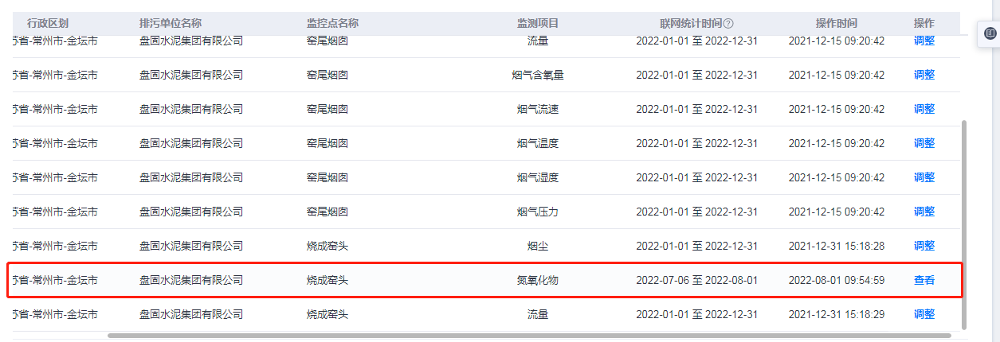 行政区划 排污单位名称 监控点名称 监测项目 联网统计时间 操作时间 操作
苏省-常州市-金坛市 盘固水泥集团有限公司 窑尾烟囱 流量 2022-01-01 至 2022-12-31 2021-12-15 09:20:42 调整
苏省-常州市-金坛市 盘固水泥集团有限公司 窑尾烟囱 烟气含氧量 2022-01-01 至 2022-12-31 2021-12-15 09:20:42 调整
苏省-常州市-金坛市 盘固水泥集团有限公司 窑尾烟囱 烟气流速 2022-01-01 至 2022-12-31 2021-12-15 09:20:42 调整
苏省-常州市-金坛市 盘固水泥集团有限公司 窑尾烟囱 烟气温度 2022-01-01 至 2022-12-31 2021-12-15 09:20:42 调整
苏省-常州市-金坛市 盘固水泥集团有限公司 窑尾烟囱 烟气湿度 2022-01-01 至 2022-12-31 2021-12-15 09:20:42 调整
苏省-常州市-金坛市 盘固水泥集团有限公司 窑尾烟囱 烟气压力 2022-01-01 至 2022-12-31 2021-12-15 09:20:42 调整
苏省-常州市-金坛市 盘固水泥集团有限公司 烧成窑头 烟尘 2022-01-01 至 2022-12-31 2021-12-31 15:18:28 调整
苏省-常州市-金坛市 盘固水泥集团有限公司 烧成窑头 氮氧化物 2022-07-06 至 2022-08-01 2022-08-01 09:54:59 查看
苏省-常州市-金坛市 盘固水泥集团有限公司 烧成窑头 流量 2022-01-01 至 2022-12-31 2021-12-31 15:18:29 调整